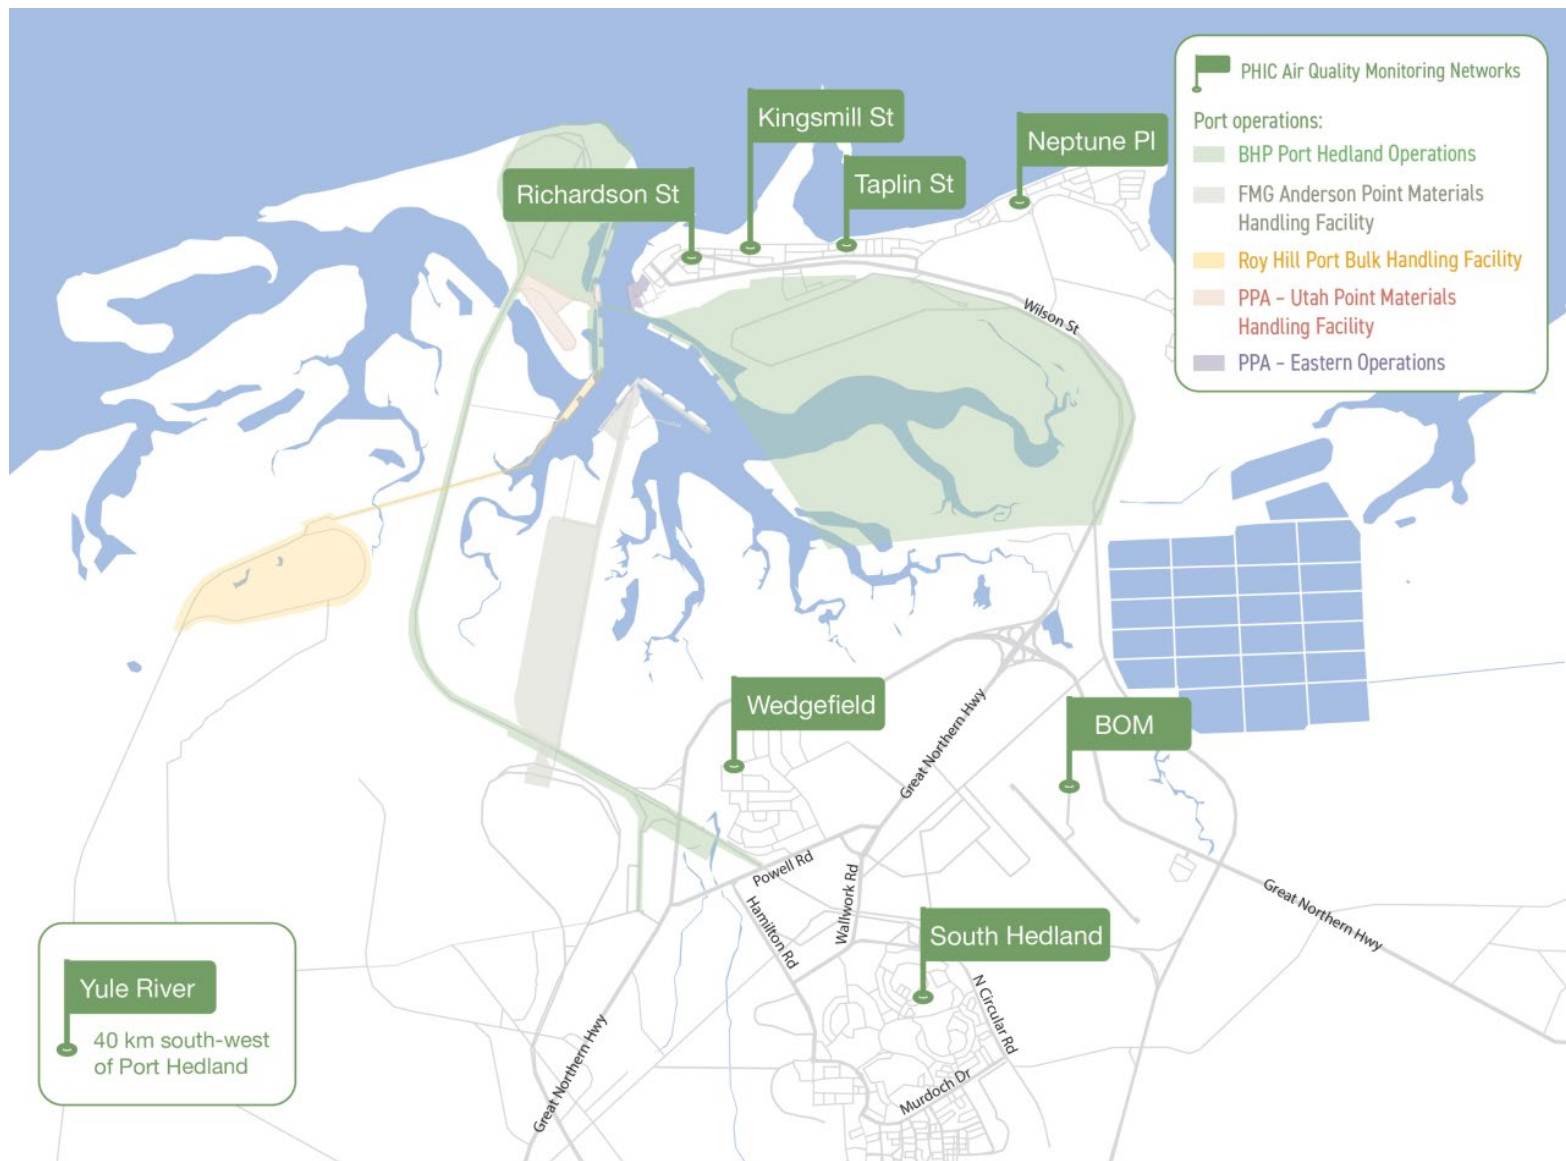 PHIC Air Quality Monitoring Networks
Port operations:
BHP Port Hedland Operations
FMG Anderson Point Materials
Handling Facility
Roy Hill Port Bulk Handling Facility
PPA – Utah Point Materials
Handling Facility
PPA – Eastern Operations
Kingsmill St
Neptune Pl
Richardson St
Taplin St
Wilson St
Wedgefield
BOM
Great Northern Hwy
Powell Rd
Wallwork Rd
Hamilton Rd
Great Northern Hwy
South Hedland
N Circular Rd
Murdoch Dr
Great Northern Hwy
Yule River
40 km south-west
of Port Hedland